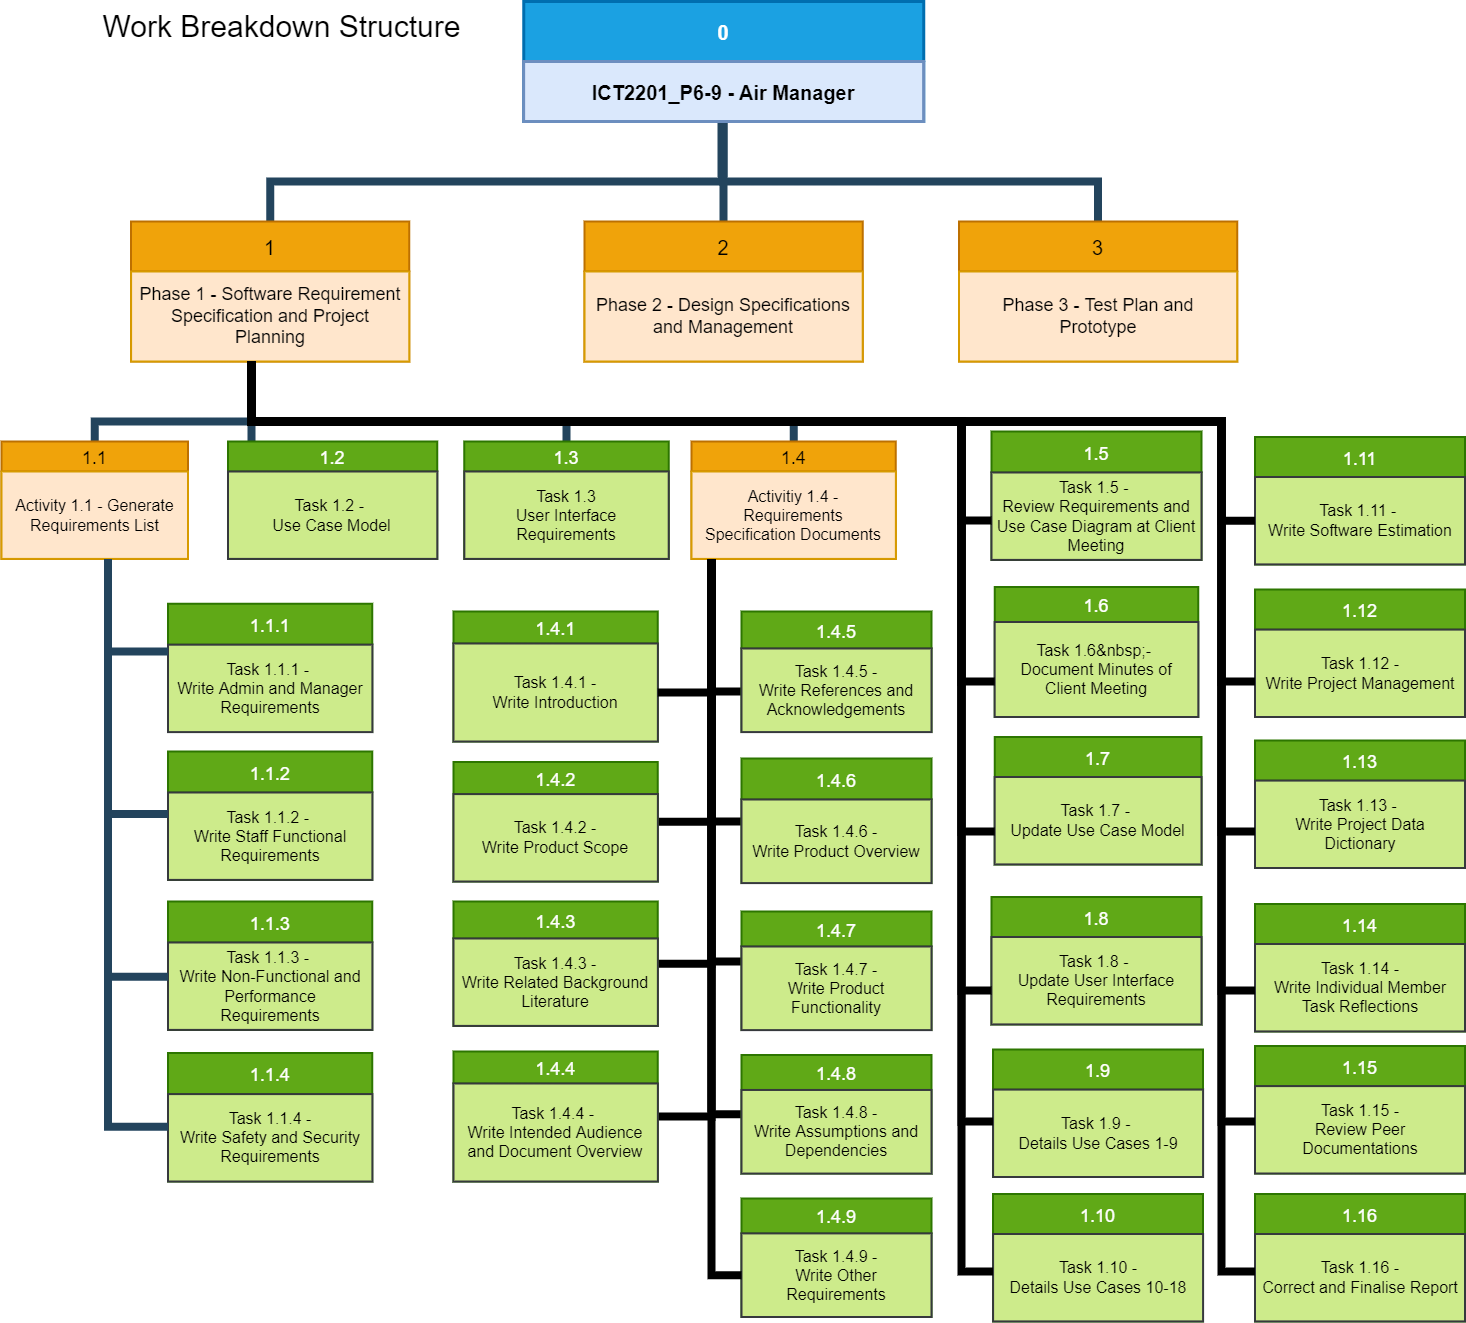 Work Breakdown Structure
0
ICT2201_P6-9 - Air Manager
1
Phase 1 - Software Requirement
Specification and Project
Planning
2
Phase 2 - Design Specifications
and Management
3
Phase 3 - Test Plan and
Prototype
1.1
Activity 1.1 - Generate
Requirements List
1.2
Task 1.2 -
Use Case Model
1.3
Task 1.3
User Interface
Requirements
1.4
Activitiy 1.4 -
Requirements
Specification Documents
1.1.1
Task 1.1.1 -
Write Admin and Manager
Requirements
1.1.2
Task 1.1.2 -
Write Staff Functional
Requirements
1.1.3
Task 1.1.3 -
Write Non-Functional and
Performance
Requirements
1.1.4
Task 1.1.4 -
Write Safety and Security
Requirements
1.4.1
Task 1.4.1 -
Write Introduction
1.4.2
Task 1.4.2 -
Write Product Scope
1.4.3
Task 1.4.3 -
Write Related Background
Literature
1.4.4
Task 1.4.4 -
Write Intended Audience
and Document Overview
1.4.5
Task 1.4.5 -
Write References and
Acknowledgements
1.4.6
Task 1.4.6 -
Write Product Overview
1.4.7
Task 1.4.7 -
Write Product
Functionality
1.4.8
Task 1.4.8 -
Write Assumptions and
Dependencies
1.4.9
Task 1.4.9 -
Write Other
Requirements
1.5
Task 1.5 -
Review Requirements and
Use Case Diagram at Client
Meeting
1.6
Task 1.6&nbsp;-
Document Minutes of
Client Meeting
1.7
Task 1.7 -
Update Use Case Model
1.8
Task 1.8 -
Update User Interface
Requirements
1.9
Task 1.9 -
Details Use Cases 1-9
1.10
Task 1.10 -
Details Use Cases 10-18
1.11
Task 1.11 -
Write Software Estimation
1.12
Task 1.12 -
Write Project Management
1.13
Task 1.13 -
Write Project Data
Dictionary
1.14
Task 1.14 -
Write Individual Member
Task Reflections
1.15
Task 1.15 -
Review Peer
Documentations
1.16
Task 1.16 -
Correct and Finalise Report